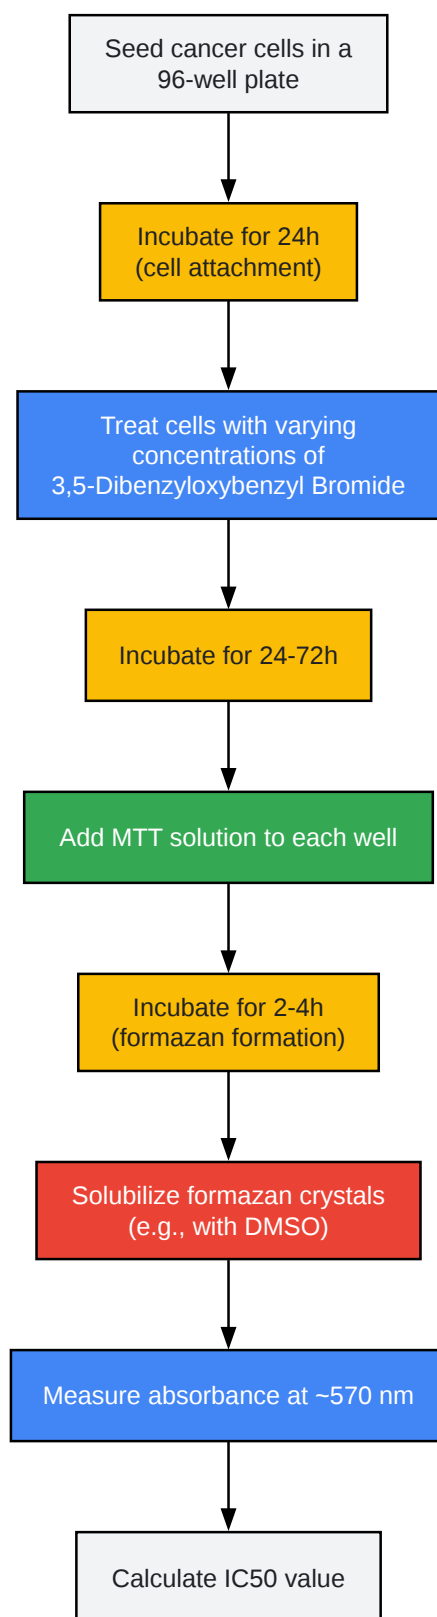 Seed cancer cells in a
96-well plate
Incubate for 24h
(cell attachment)
Treat cells with varying
concentrations of
3,5-Dibenzyloxybenzyl Bromide
Incubate for 24-72h
Add MTT solution to each well
Incubate for 2-4h
(formazan formation)
Solubilize formazan crystals
(e.g., with DMSO)
Measure absorbance at ~570 nm
Calculate IC50 value